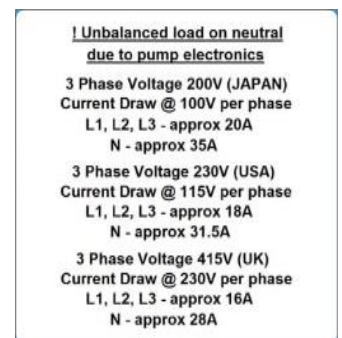 ! Unbalanced load on neutral
due to pump electronics
3 Phase Voltage 200V (JAPAN)
Current Draw @ 100V per phase
L1, L2, L3 - approx 20A
N - approx 35A
3 Phase Voltage 230V (USA)
Current Draw @ 115V per phase
L1, L2, L3 - approx 18A
N - approx 31.5A
3 Phase Voltage 415V (UK)
Current Draw @ 230V per phase
L1, L2, L3 - approx 16A
N - approx 28A